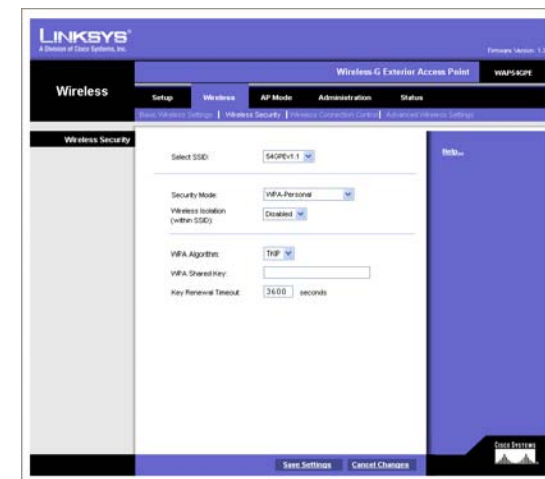 LINKSYS®
A Division of Cisco Systems, Inc.
Firmware Version: 1.
Wireless-G Exterior Access Point
WAP54GPE
Wireless
Setup
Wireless
AP Mode
Administration
Status
Basic Wireless Settings | Wireless Security | Wireless Connection Control | Advanced Wireless Settings
Wireless Security
Help...
Select SSID:
54GPEv1.1
Security Mode:
WPA-Personal
Wireless Isolation
(within SSID):
Disabled
WPA Algorithm:
TKIP
WPA Shared Key:
Key Renewal Timeout:
3600 seconds
Save Settings
Cancel Changes
CISCO SYSTEMS